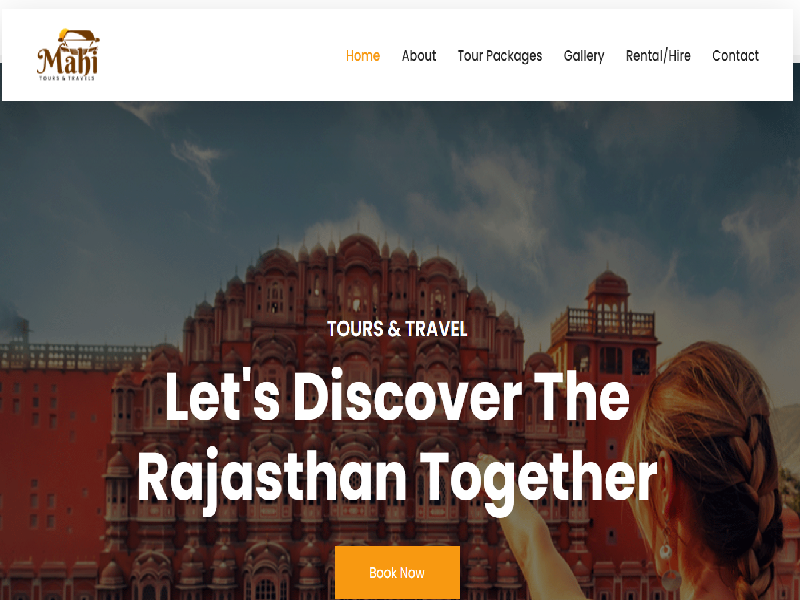 Mahi
TOURS & TRAVELS
Home About Tour Packages Gallery Rental/Hire Contact
TOURS & TRAVEL
Let's Discover The
Rajasthan Together
Book Now